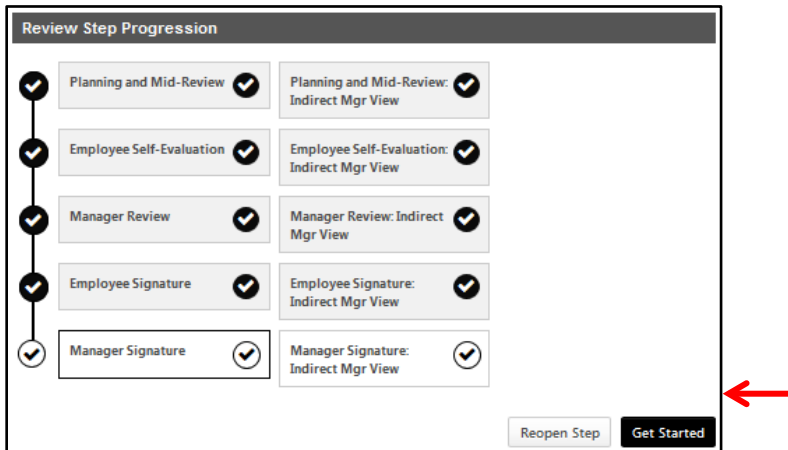 Review Step Progression
Planning and Mid-Review
Planning and Mid-Review:
Indirect Mgr View
Employee Self-Evaluation
Employee Self-Evaluation:
Indirect Mgr View
Manager Review
Manager Review: Indirect
Mgr View
Employee Signature
Employee Signature:
Indirect Mgr View
Manager Signature
Manager Signature:
Indirect Mgr View
Reopen Step
Get Started